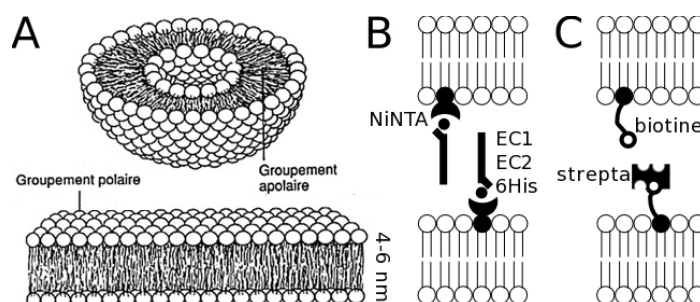 A
Groupement
apolaire
Groupement polaire
4-6 nm
B
NiNTA
EC1
EC2
6His
C
biotine
strepta